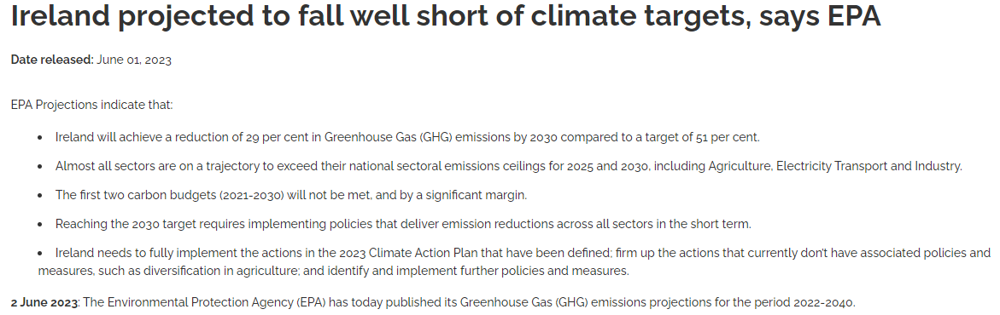 Ireland projected to fall well short of climate targets, says EPA
Date released: June 01, 2023
EPA Projections indicate that:
• Ireland will achieve a reduction of 29 per cent in Greenhouse Gas (GHG) emissions by 2030 compared to a target of 51 per cent.
• Almost all sectors are on a trajectory to exceed their national sectoral emissions ceilings for 2025 and 2030, including Agriculture, Electricity Transport and Industry.
• The first two carbon budgets (2021-2030) will not be met, and by a significant margin.
• Reaching the 2030 target requires implementing policies that deliver emission reductions across all sectors in the short term.
• Ireland needs to fully implement the actions in the 2023 Climate Action Plan that have been defined; firm up the actions that currently don't have associated policies and
measures, such as diversification in agriculture; and identify and implement further policies and measures.
2 June 2023: The Environmental Protection Agency (EPA) has today published its Greenhouse Gas (GHG) emissions projections for the period 2022-2040.